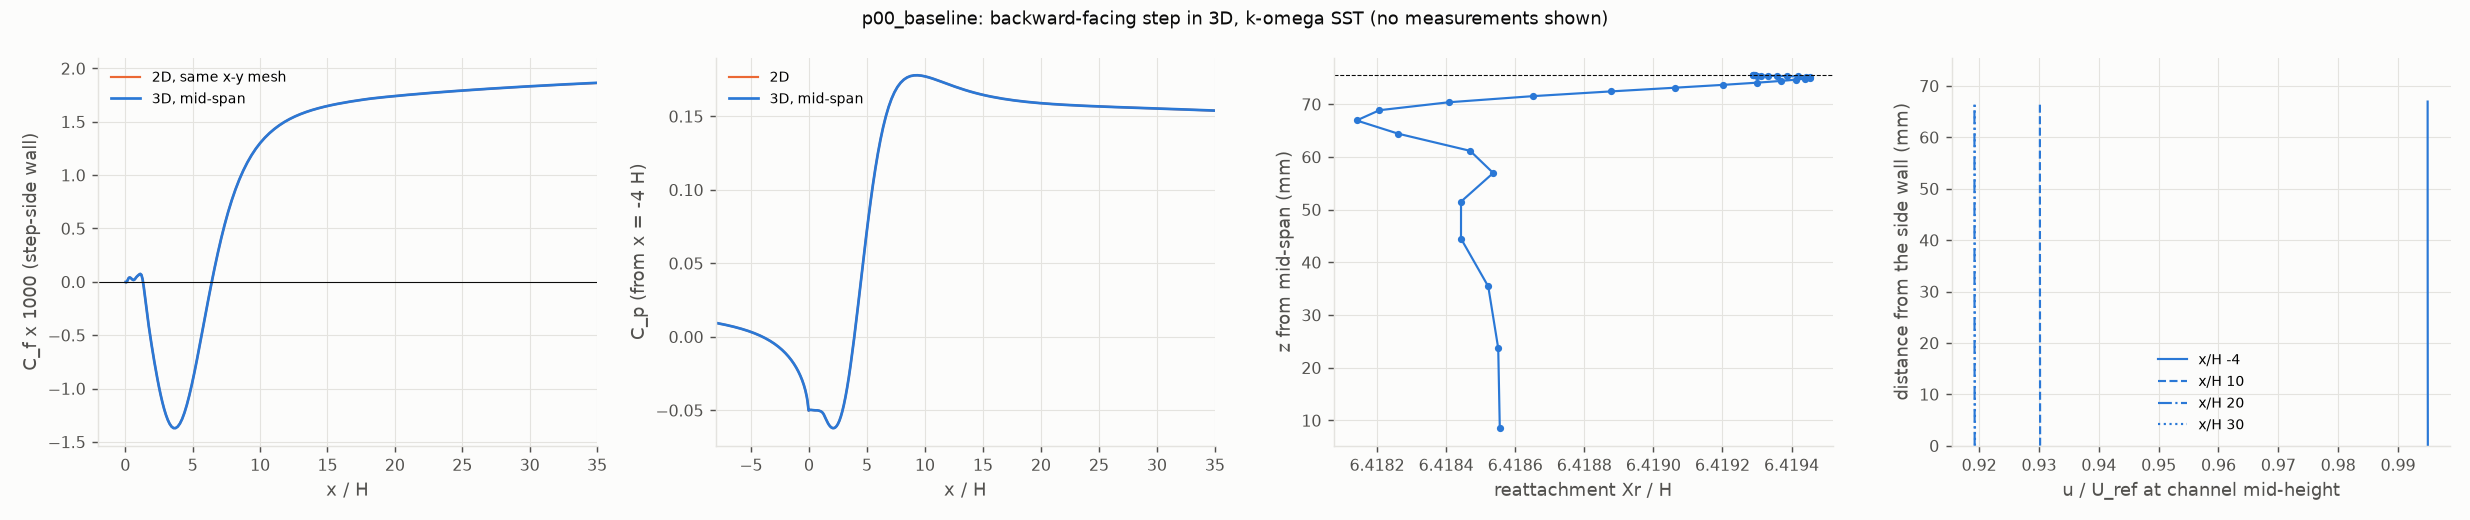 p00_baseline: backward-facing step in 3D, k-omega SST (no measurements shown)
C_f x 1000 (step-side wall)
2.0
1.5
1.0
0.5
0.0
−0.5
−1.0
−1.5
2D, same x-y mesh
3D, mid-span
0 5 10 15 20 25 30 35
x / H
C_p (from x = -4 H)
0.15
0.10
0.05
0.00
−0.05
2D
3D, mid-span
−5 0 5 10 15 20 25 30 35
x / H
z from mid-span (mm)
70
60
50
40
30
20
10
6.4182 6.4184 6.4186 6.4188 6.4190 6.4192 6.4194
reattachment Xr / H
distance from the side wall (mm)
70
60
50
40
30
20
10
0
x/H -4
x/H 10
x/H 20
x/H 30
0.92 0.93 0.94 0.95 0.96 0.97 0.98 0.99
u / U_ref at channel mid-height